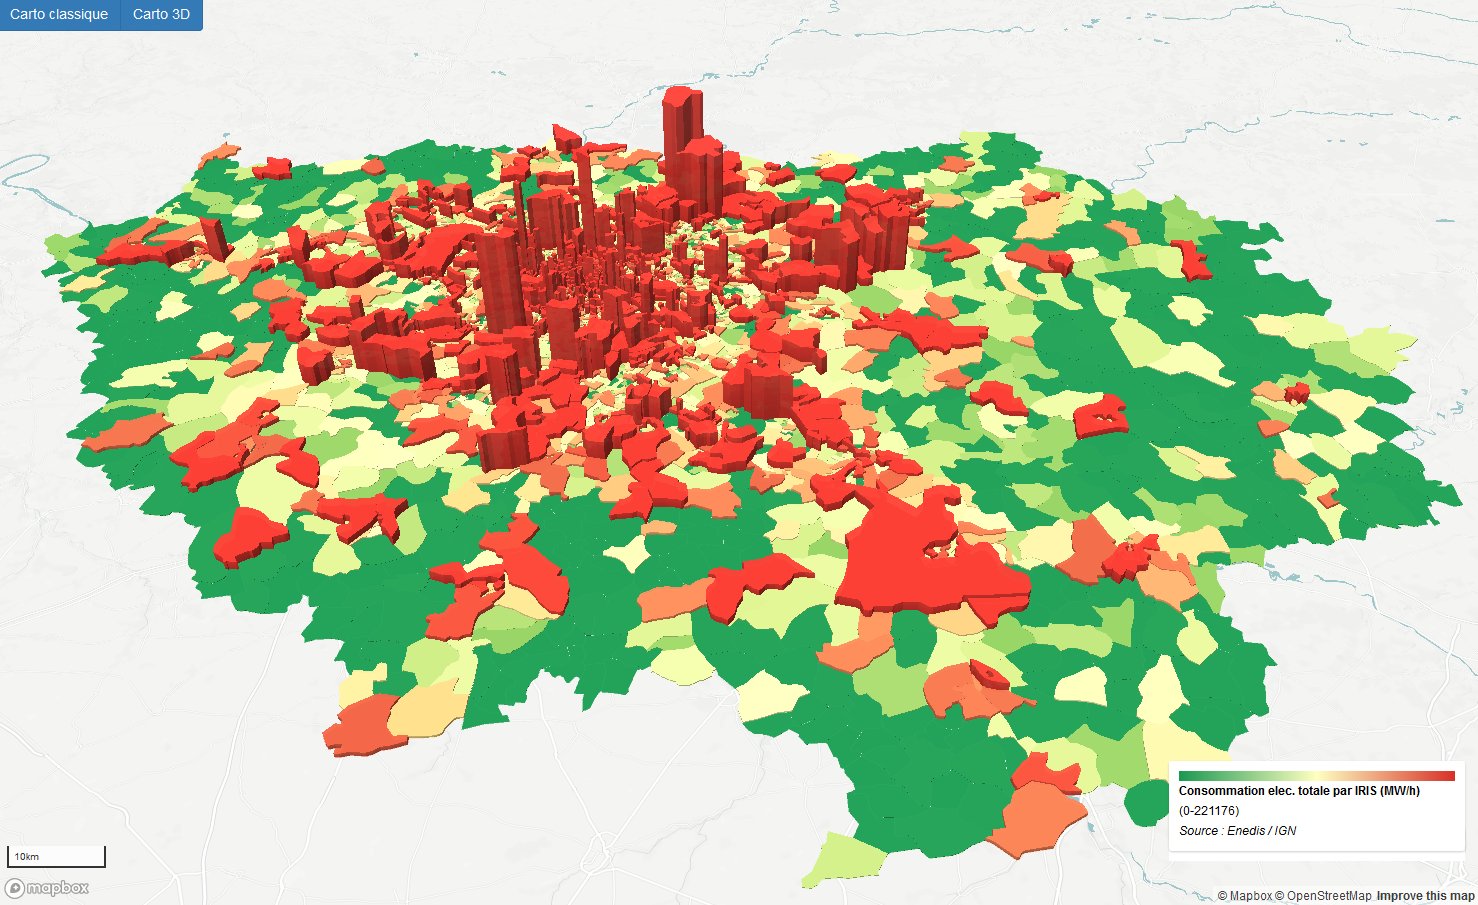 Carto classique
Carto 3D
Consommation elec. totale par IRIS (MW/h)
(0-221176)
Source : Enedis / IGN
10km
mapbox
© Mapbox © OpenStreetMap Improve this map